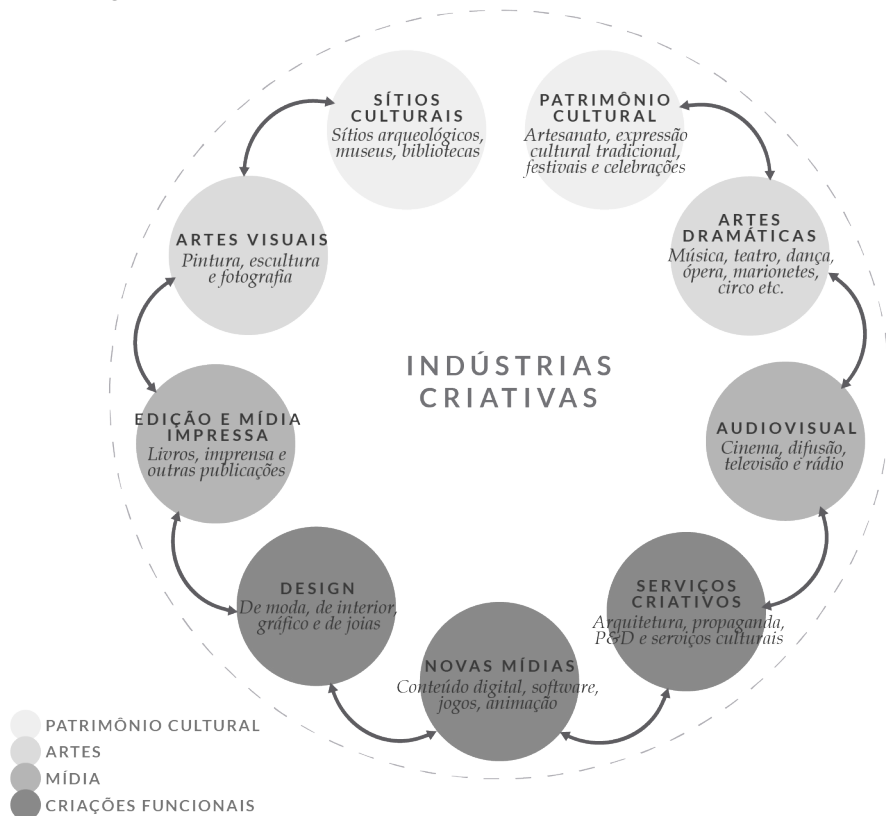 SÍTIOS
CULTURAIS
Sítios arqueológicos,
museus, bibliotecas
PATRIMÔNIO
CULTURAL
Artesanato, expressão
cultural tradicional,
festivais e celebrações
ARTES VISUAIS
Pintura, escultura
e fotografia
ARTES
DRAMÁTICAS
Música, teatro, dança,
ópera, marionetes,
circo etc.
INDÚSTRIAS
CRIATIVAS
EDIÇÃO E MÍDIA
IMPRESSA
Livros, imprensa e
outras publicações
AUDIOVISUAL
Cinema, difusão,
televisão e rádio
DESIGN
De moda, de interior,
gráfico e de joias
SERVIÇOS
CRIATIVOS
Arquitetura, propaganda,
P&D e serviços culturais
NOVAS MÍDIAS
Conteúdo digital, software,
jogos, animação
PATRIMÔNIO CULTURAL
ARTES
MÍDIA
CRIAÇÕES FUNCIONAIS